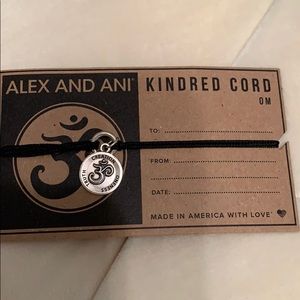 ALEX AND ANI®
KINDRED CORD
OM
TO:
FROM:
DATE:
MADE IN AMERICA WITH LOVE®
ॐ
ॐ